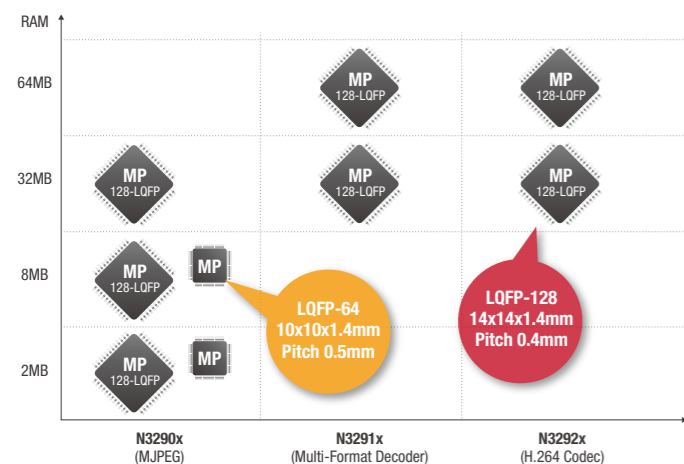 RAM
64MB
MP
128-LQFP
MP
128-LQFP
32MB
MP
128-LQFP
MP
128-LQFP
MP
128-LQFP
8MB
MP
128-LQFP
MP
LQFP-64
10x10x1.4mm
Pitch 0.5mm
LQFP-128
14x14x1.4mm
Pitch 0.4mm
2MB
MP
128-LQFP
MP
N3290x
(MJPEG)
N3291x
(Multi-Format Decoder)
N3292x
(H.264 Codec)